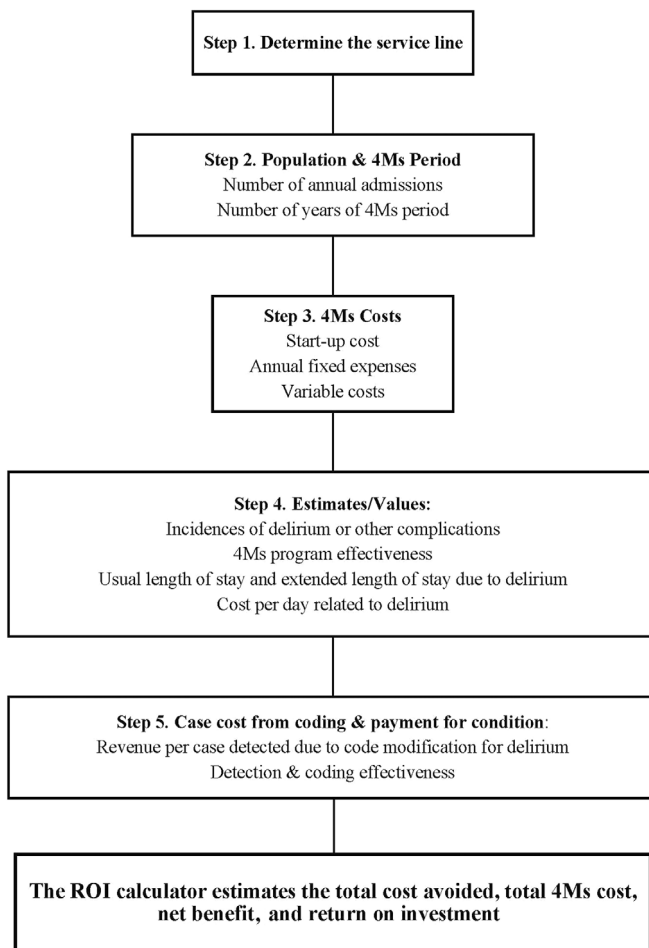 Step 1. Determine the service line
Step 2. Population & 4Ms Period
Number of annual admissions
Number of years of 4Ms period
Step 3. 4Ms Costs
Start-up cost
Annual fixed expenses
Variable costs
Step 4. Estimates/Values:
Incidences of delirium or other complications
4Ms program effectiveness
Usual length of stay and extended length of stay due to delirium
Cost per day related to delirium
Step 5. Case cost from coding & payment for condition:
Revenue per case detected due to code modification for delirium
Detection & coding effectiveness
The ROI calculator estimates the total cost avoided, total 4Ms cost,
net benefit, and return on investment